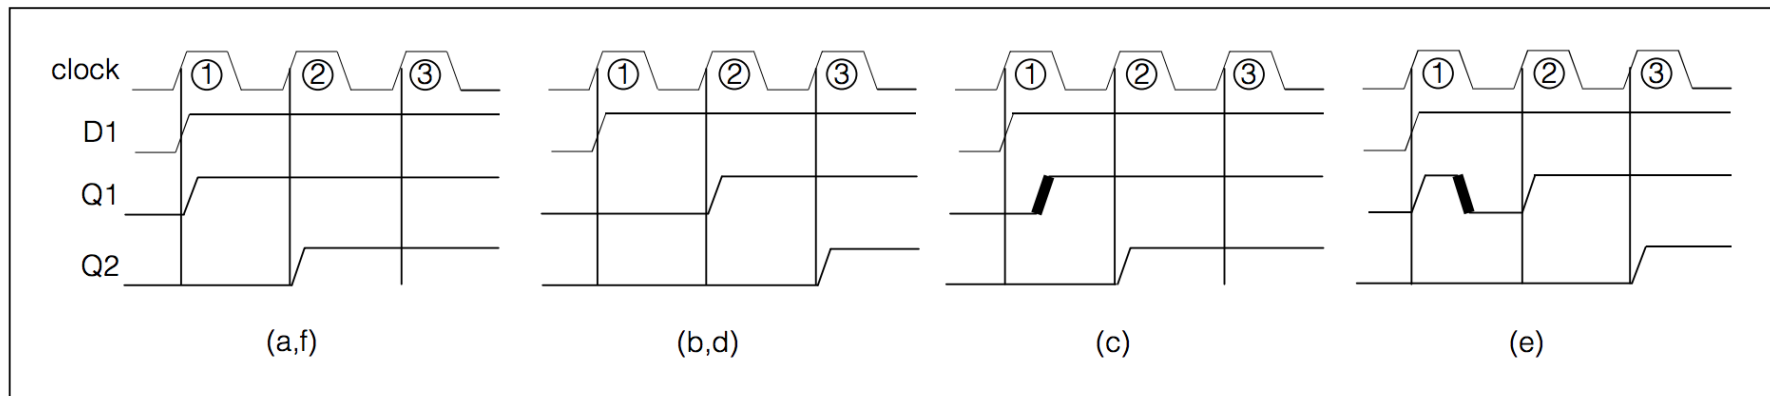 clock ① ② ③ ① ② ③ ① ② ③ ① ② ③
D1
Q1
Q2
(a,f) (b,d) (c) (e)